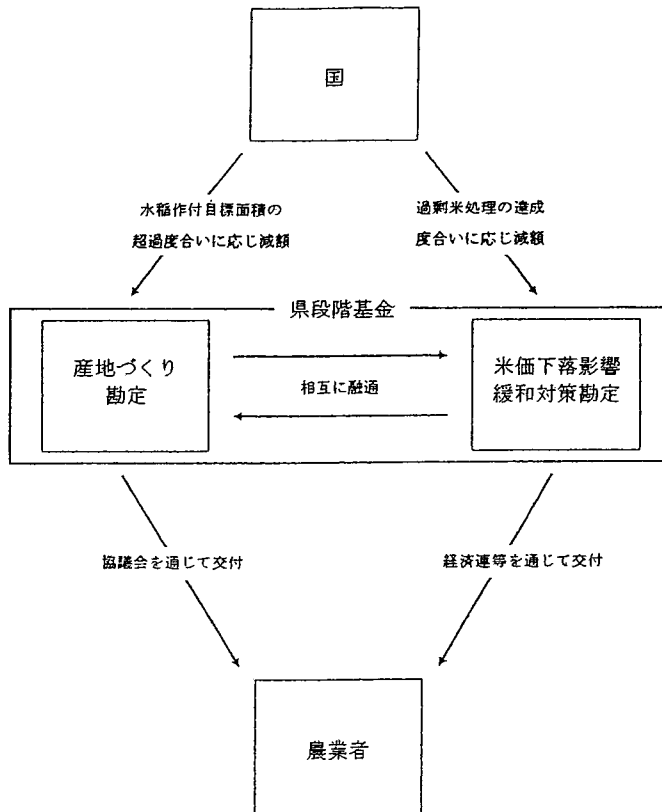 国
水稲作付目標面積の
超過度合いに応じ減額
過剰米処理の達成
度合いに応じ減額
県段階基金
産地づくり
勘定
相互に融通
米価下落影響
緩和対策勘定
協議会を通じて交付
経済連等を通じて交付
農業者